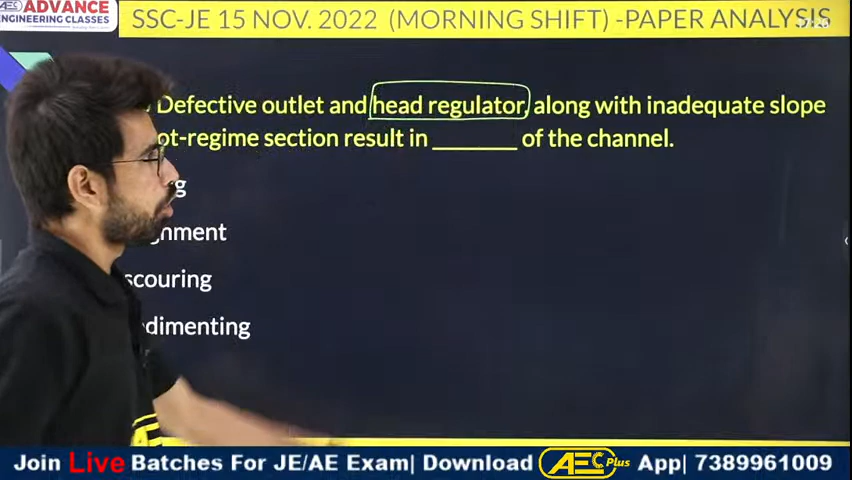 AEC ADVANCE
ENGINEERING CLASSES
SSC-JE 15 NOV. 2022 (MORNING SHIFT) -PAPER ANALYSIS
Defective outlet and head regulator, along with inadequate slope
ot-regime section result in ________ of the channel.
g
gnment
scouring
dimenting
Join Live Batches For JE/AE Exam| Download AEC Plus App| 7389961009